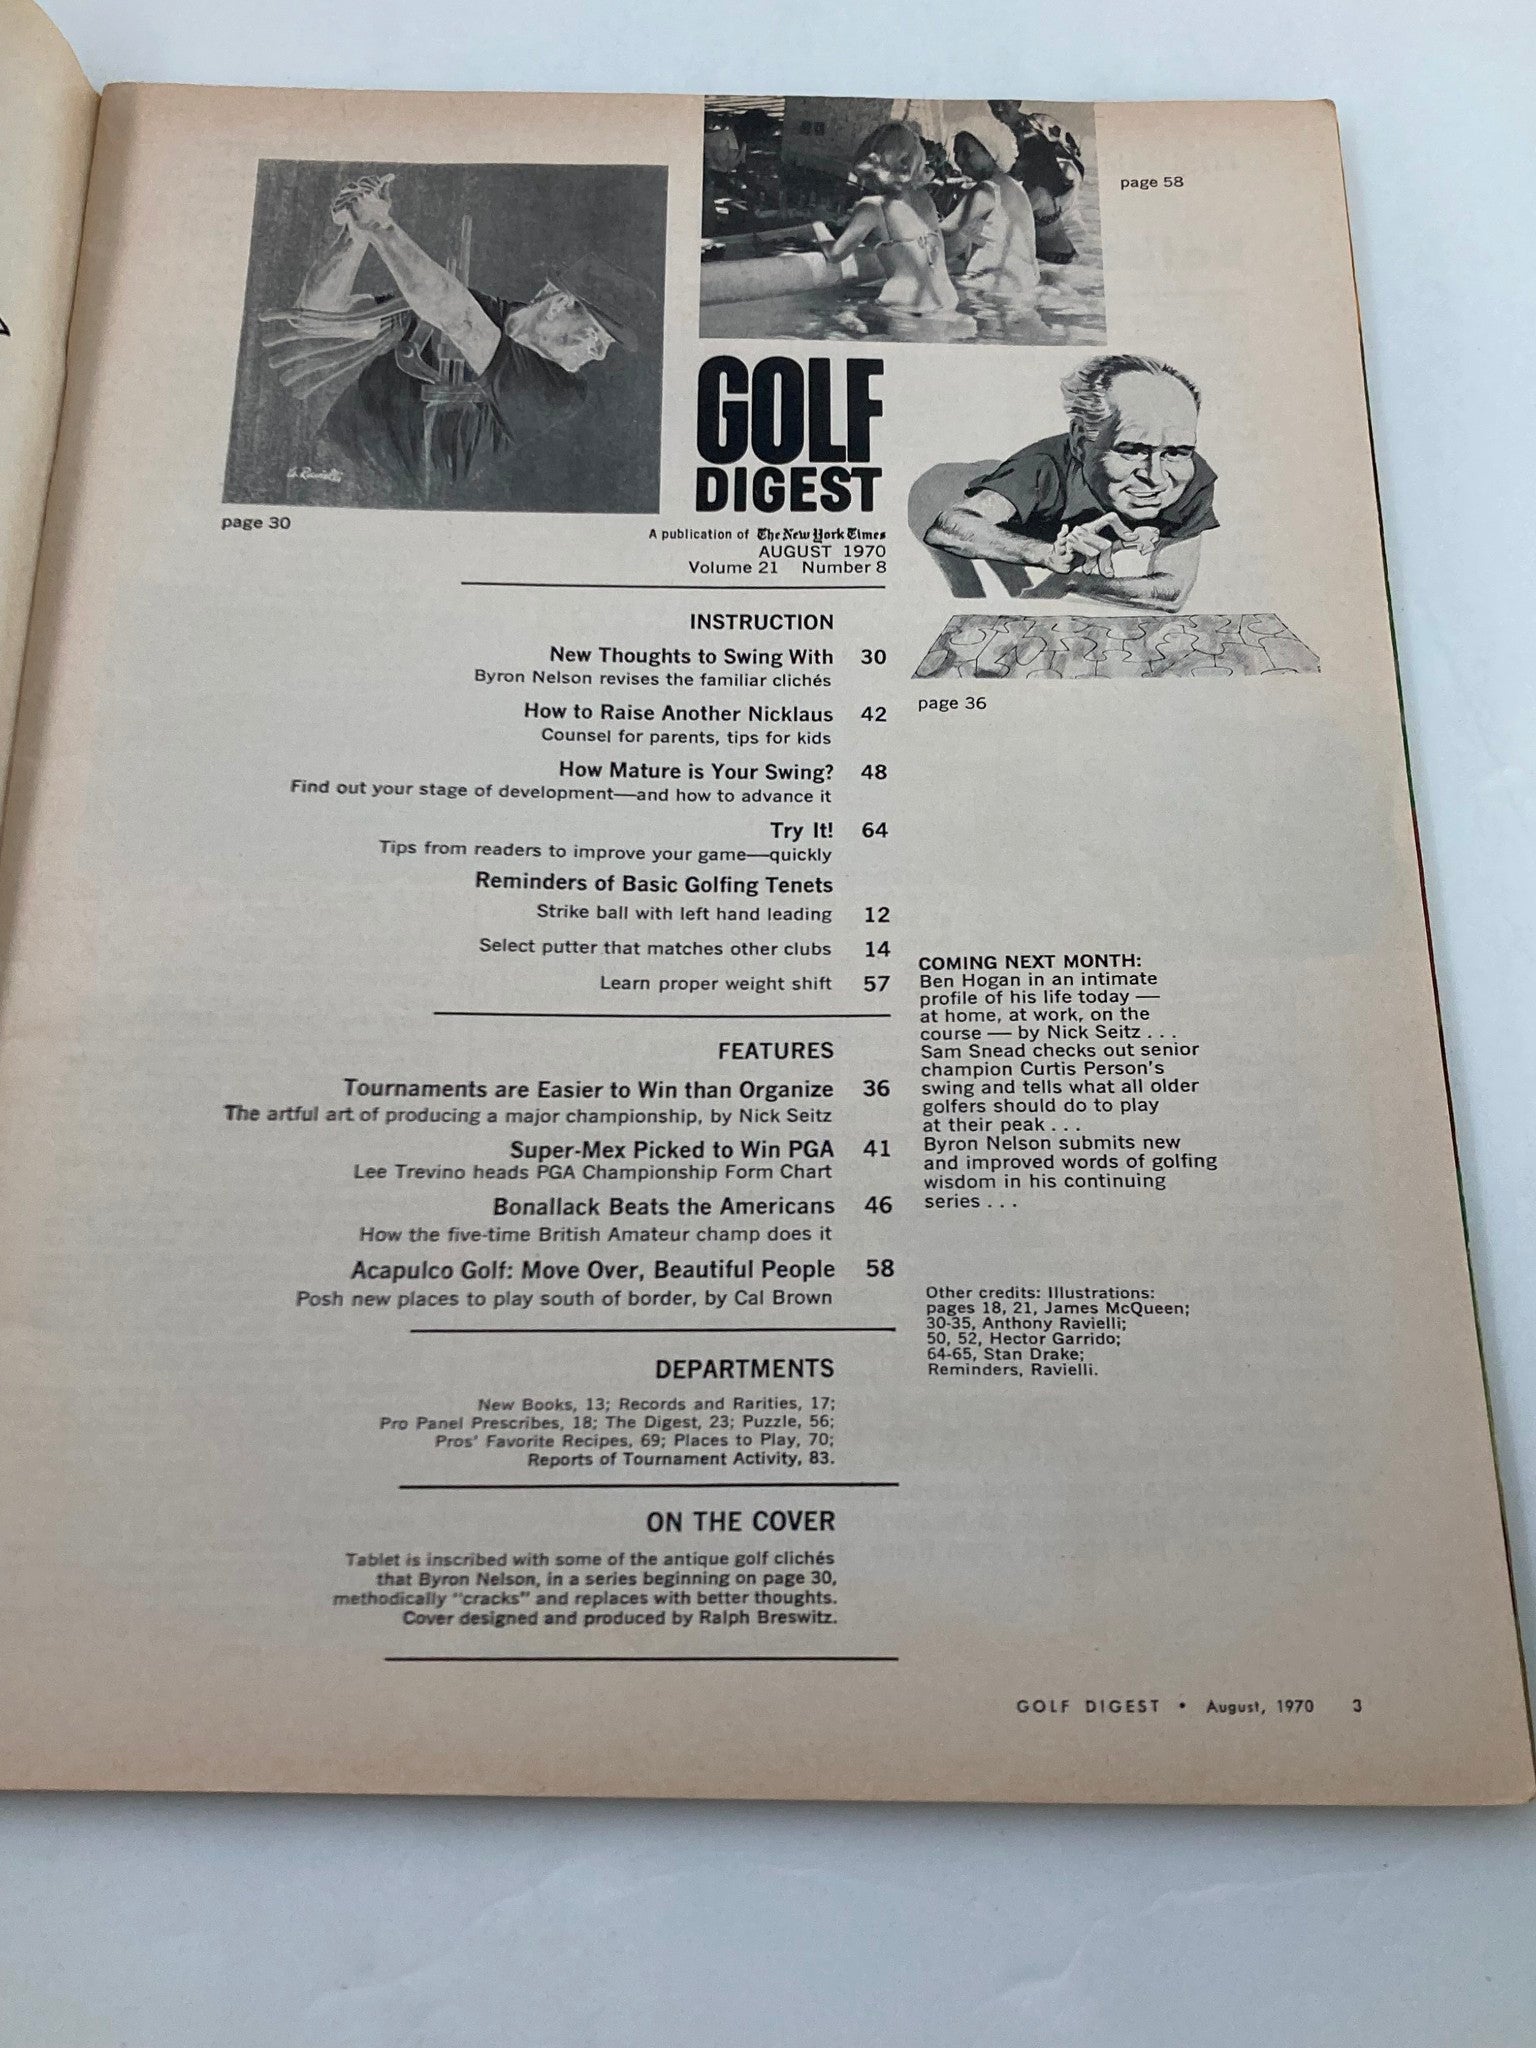 page 58
A. Ravielli
page 30
GOLF
DIGEST
A publication of The New York Times
AUGUST 1970
Volume 21 Number 8
page 36
INSTRUCTION
New Thoughts to Swing With 30
Byron Nelson revises the familiar clichés
How to Raise Another Nicklaus 42
Counsel for parents, tips for kids
How Mature is Your Swing? 48
Find out your stage of development—and how to advance it
Try It! 64
Tips from readers to improve your game—quickly
Reminders of Basic Golfing Tenets
Strike ball with left hand leading 12
Select putter that matches other clubs 14
Learn proper weight shift 57
FEATURES
Tournaments are Easier to Win than Organize 36
The artful art of producing a major championship, by Nick Seitz
Super-Mex Picked to Win PGA 41
Lee Trevino heads PGA Championship Form Chart
Bonallack Beats the Americans 46
How the five-time British Amateur champ does it
Acapulco Golf: Move Over, Beautiful People 58
Posh new places to play south of border, by Cal Brown
DEPARTMENTS
New Books, 13; Records and Rarities, 17;
Pro Panel Prescribes, 18; The Digest, 23; Puzzle, 56;
Pros' Favorite Recipes, 69; Places to Play, 70;
Reports of Tournament Activity, 83.
ON THE COVER
Tablet is inscribed with some of the antique golf clichés
that Byron Nelson, in a series beginning on page 30,
methodically "cracks" and replaces with better thoughts.
Cover designed and produced by Ralph Breswitz.
COMING NEXT MONTH:
Ben Hogan in an intimate
profile of his life today —
at home, at work, on the
course — by Nick Seitz . . .
Sam Snead checks out senior
champion Curtis Person's
swing and tells what all older
golfers should do to play
at their peak . . .
Byron Nelson submits new
and improved words of golfing
wisdom in his continuing
series . . .
Other credits: Illustrations:
pages 18, 21, James McQueen;
30-35, Anthony Ravielli;
50, 52, Hector Garrido;
64-65, Stan Drake;
Reminders, Ravielli.
GOLF DIGEST • August, 1970 3